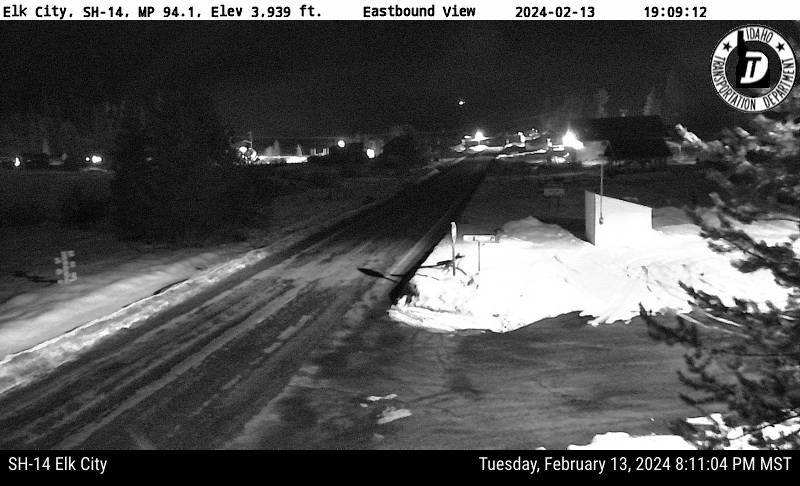 Elk City, SH-14, MP 94.1, Elev 3,939 ft. Eastbound View 2024-02-13 19:09:12
IDAHO
TRANSPORTATION DEPARTMENT
SH-14 Elk City Tuesday, February 13, 2024 8:11:04 PM MST